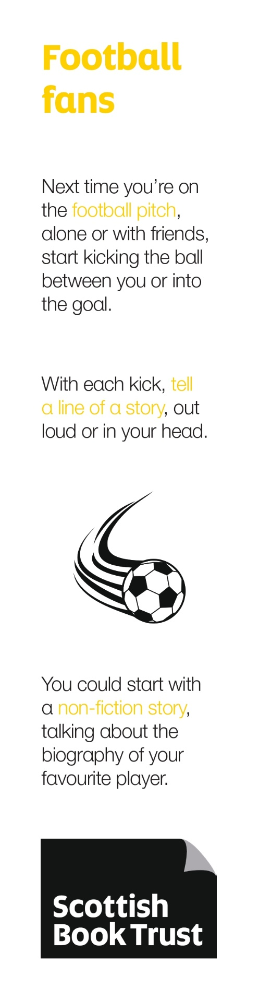 Football
fans
Next time you’re on
the football pitch,
alone or with friends,
start kicking the ball
between you or into
the goal.
With each kick, tell
a line of a story, out
loud or in your head.
You could start with
a non-fiction story,
talking about the
biography of your
favourite player.
Scottish
Book Trust